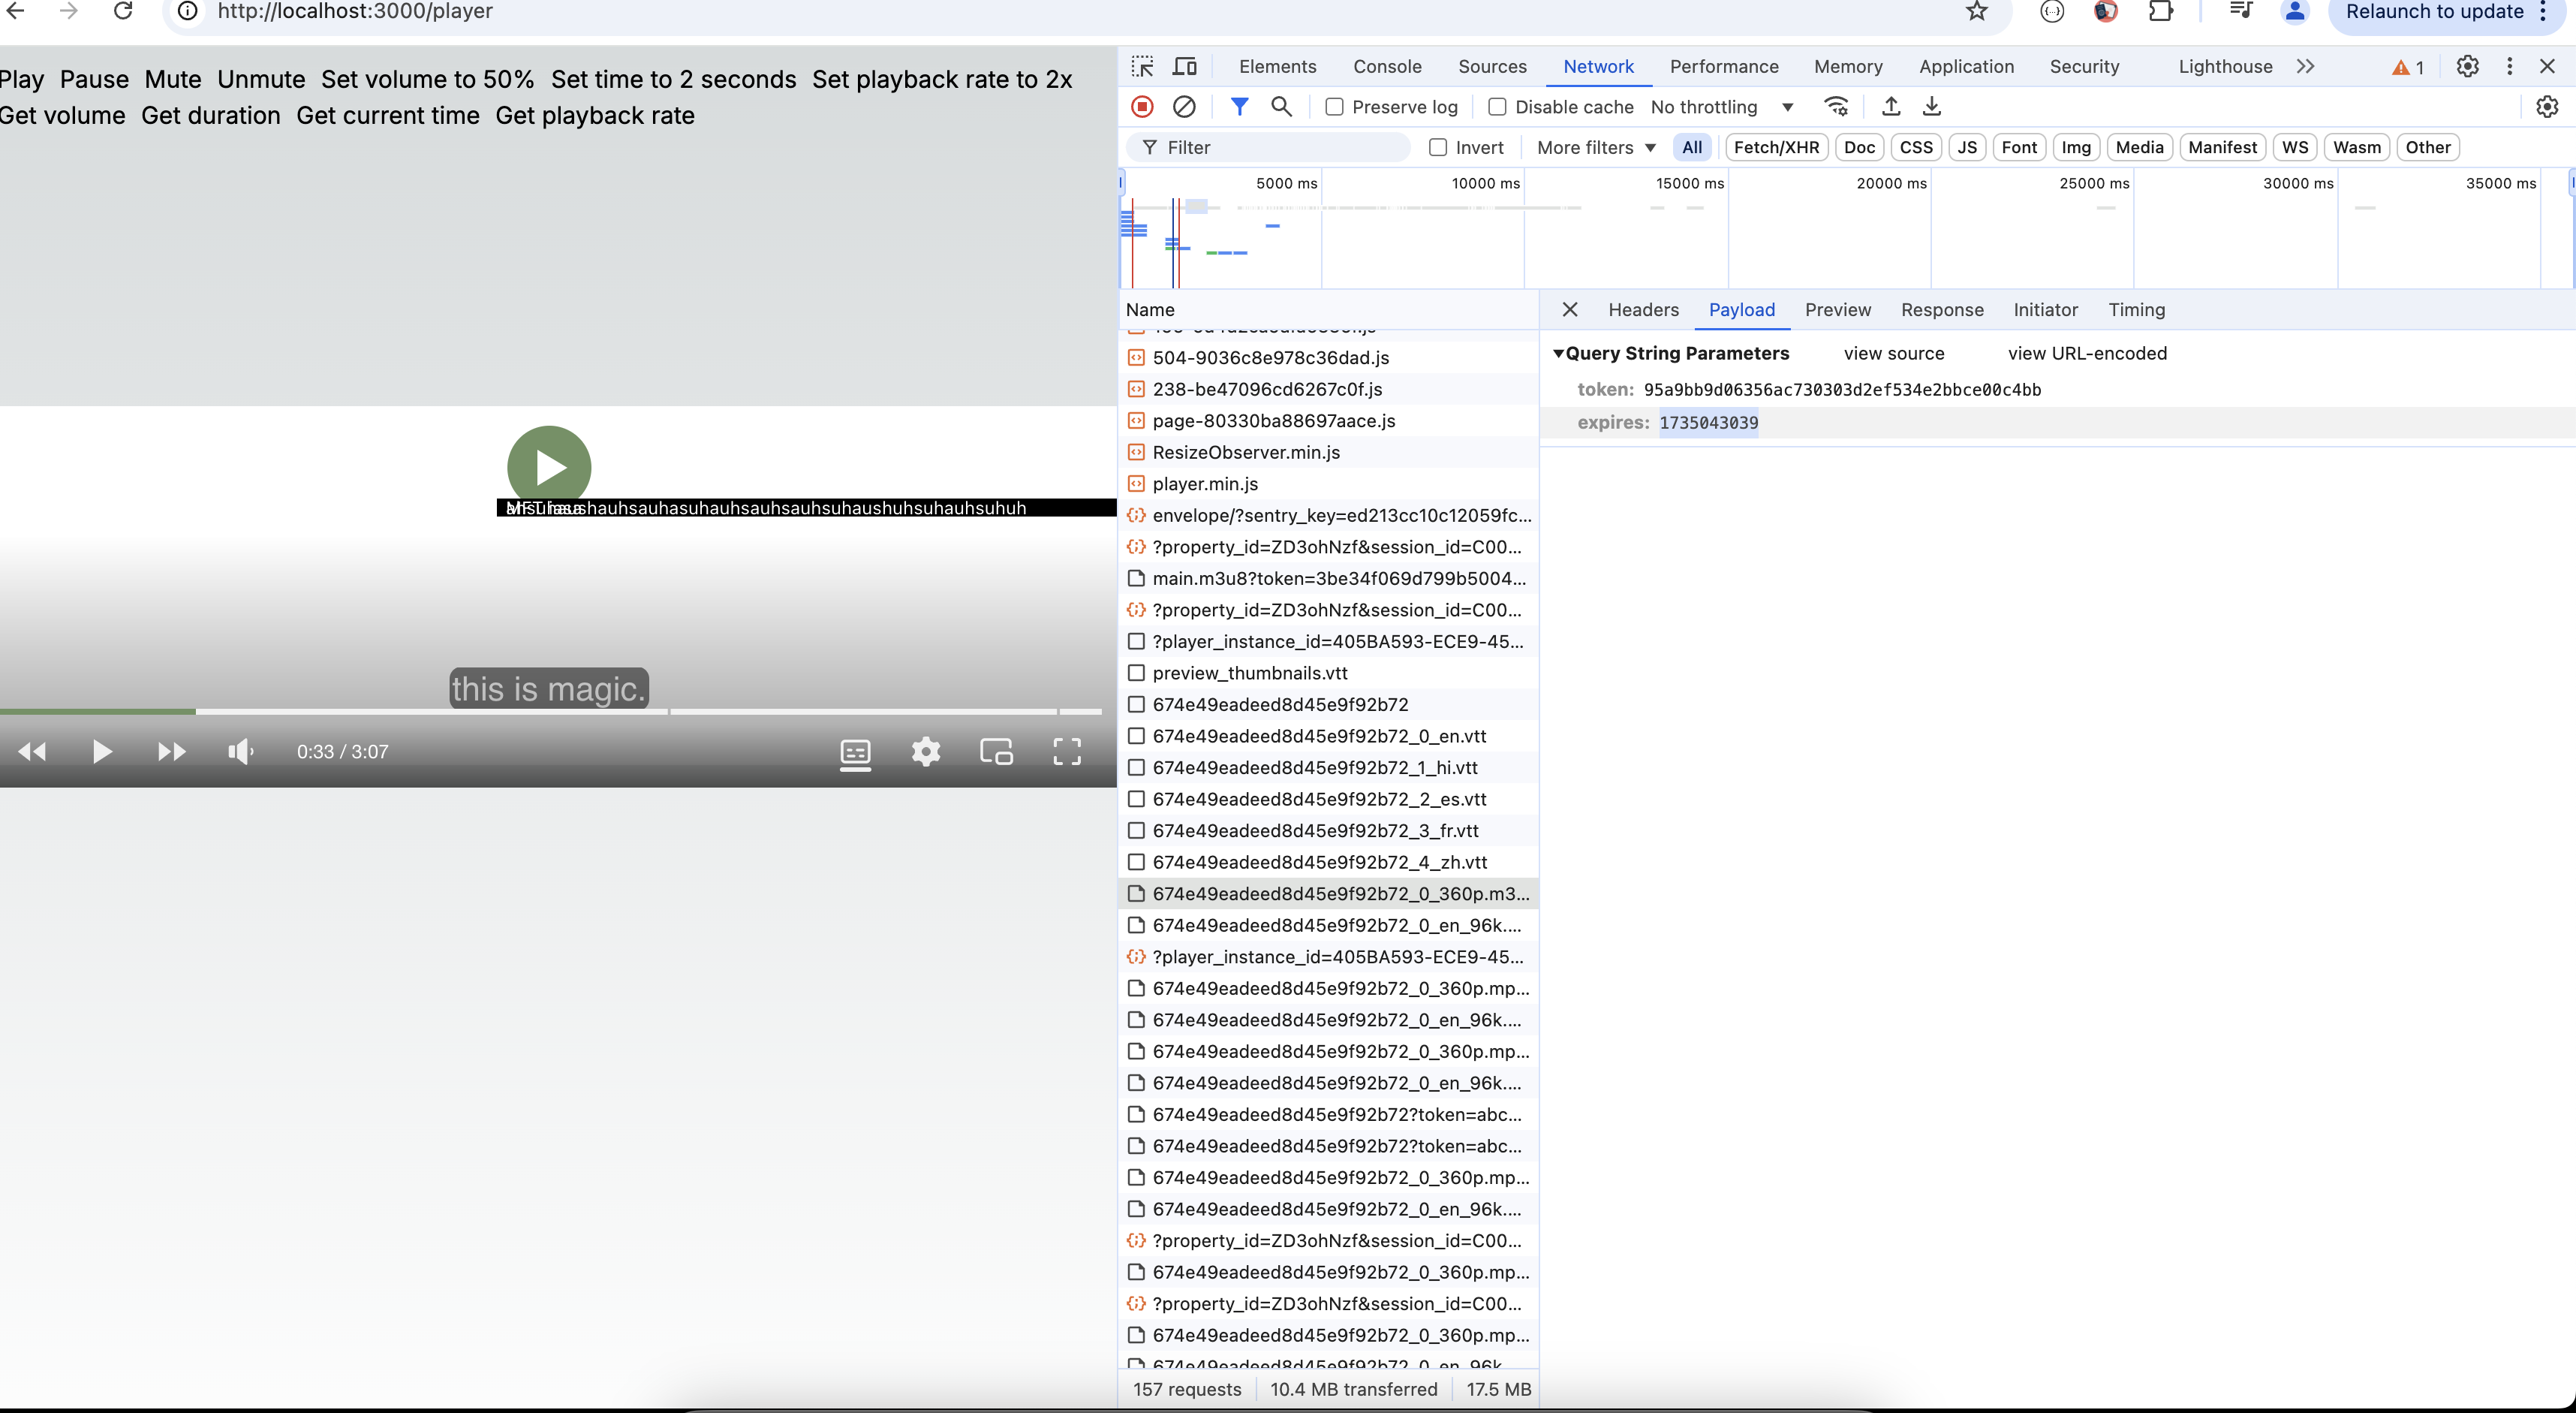 http://localhost:3000/player
Relaunch to update
Play Pause Mute Unmute Set volume to 50% Set time to 2 seconds Set playback rate to 2x
Get volume Get duration Get current time Get playback rate
this is magic.
0:33 / 3:07
Elements Console Sources Network Performance Memory Application Security Lighthouse 1
Preserve log Disable cache No throttling
Filter Invert More filters All Fetch/XHR Doc CSS JS Font Img Media Manifest WS Wasm Other
5000 ms 10000 ms 15000 ms 20000 ms 25000 ms 30000 ms 35000 ms
Name
504-9036c8e978c36dad.js
238-be47096cd6267c0f.js
page-80330ba88697aace.js
ResizeObserver.min.js
player.min.js
envelope/?sentry_key=ed213cc10c12059fc...
?property_id=ZD3ohNzf&session_id=C00...
main.m3u8?token=3be34f069d799b5004...
?property_id=ZD3ohNzf&session_id=C00...
?player_instance_id=405BA593-ECE9-45...
preview_thumbnails.vtt
674e49eadeed8d45e9f92b72
674e49eadeed8d45e9f92b72_0_en.vtt
674e49eadeed8d45e9f92b72_1_hi.vtt
674e49eadeed8d45e9f92b72_2_es.vtt
674e49eadeed8d45e9f92b72_3_fr.vtt
674e49eadeed8d45e9f92b72_4_zh.vtt
674e49eadeed8d45e9f92b72_0_360p.m3...
674e49eadeed8d45e9f92b72_0_en_96k....
?player_instance_id=405BA593-ECE9-45...
674e49eadeed8d45e9f92b72_0_360p.mp...
674e49eadeed8d45e9f92b72_0_en_96k....
674e49eadeed8d45e9f92b72_0_360p.mp...
674e49eadeed8d45e9f92b72_0_en_96k....
674e49eadeed8d45e9f92b72?token=abc...
674e49eadeed8d45e9f92b72?token=abc...
674e49eadeed8d45e9f92b72_0_360p.mp...
674e49eadeed8d45e9f92b72_0_en_96k....
?property_id=ZD3ohNzf&session_id=C00...
674e49eadeed8d45e9f92b72_0_360p.mp...
?property_id=ZD3ohNzf&session_id=C00...
674e49eadeed8d45e9f92b72_0_360p.mp...
674e49eadeed8d45e9f92b72_0_en_96k
157 requests 10.4 MB transferred 17.5 MB
Headers Payload Preview Response Initiator Timing
Query String Parameters view source view URL-encoded
token: 95a9bb9d06356ac730303d2ef534e2bbce00c4bb
expires: 1735043039